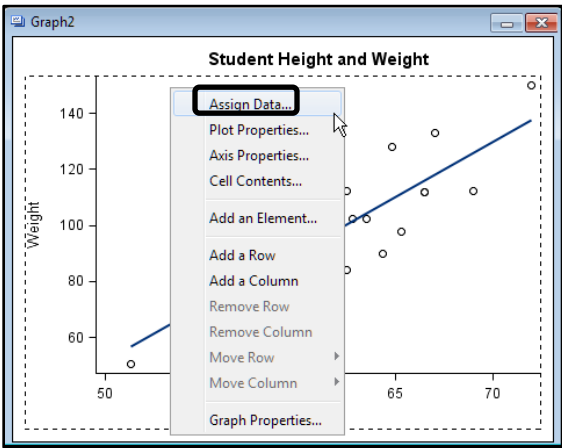 Graph2
Student Height and Weight
Weight
140
120
100
80
60
50
65
70
Assign Data...
Plot Properties...
Axis Properties...
Cell Contents...
Add an Element...
Add a Row
Add a Column
Remove Row
Remove Column
Move Row
Move Column
Graph Properties...